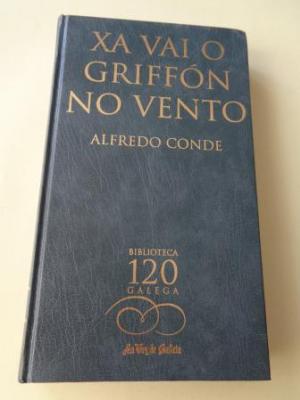 XA VAI O
GRIFFÓN
NO VENTO
ALFREDO CONDE
BIBLIOTECA
120
GALEGA
La Voz de Galicia